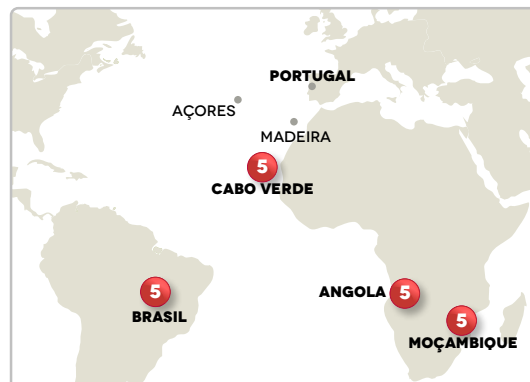 PORTUGAL
AÇORES
MADEIRA
5
CABO VERDE
5
BRASIL
ANGOLA 5
5
MOÇAMBIQUE